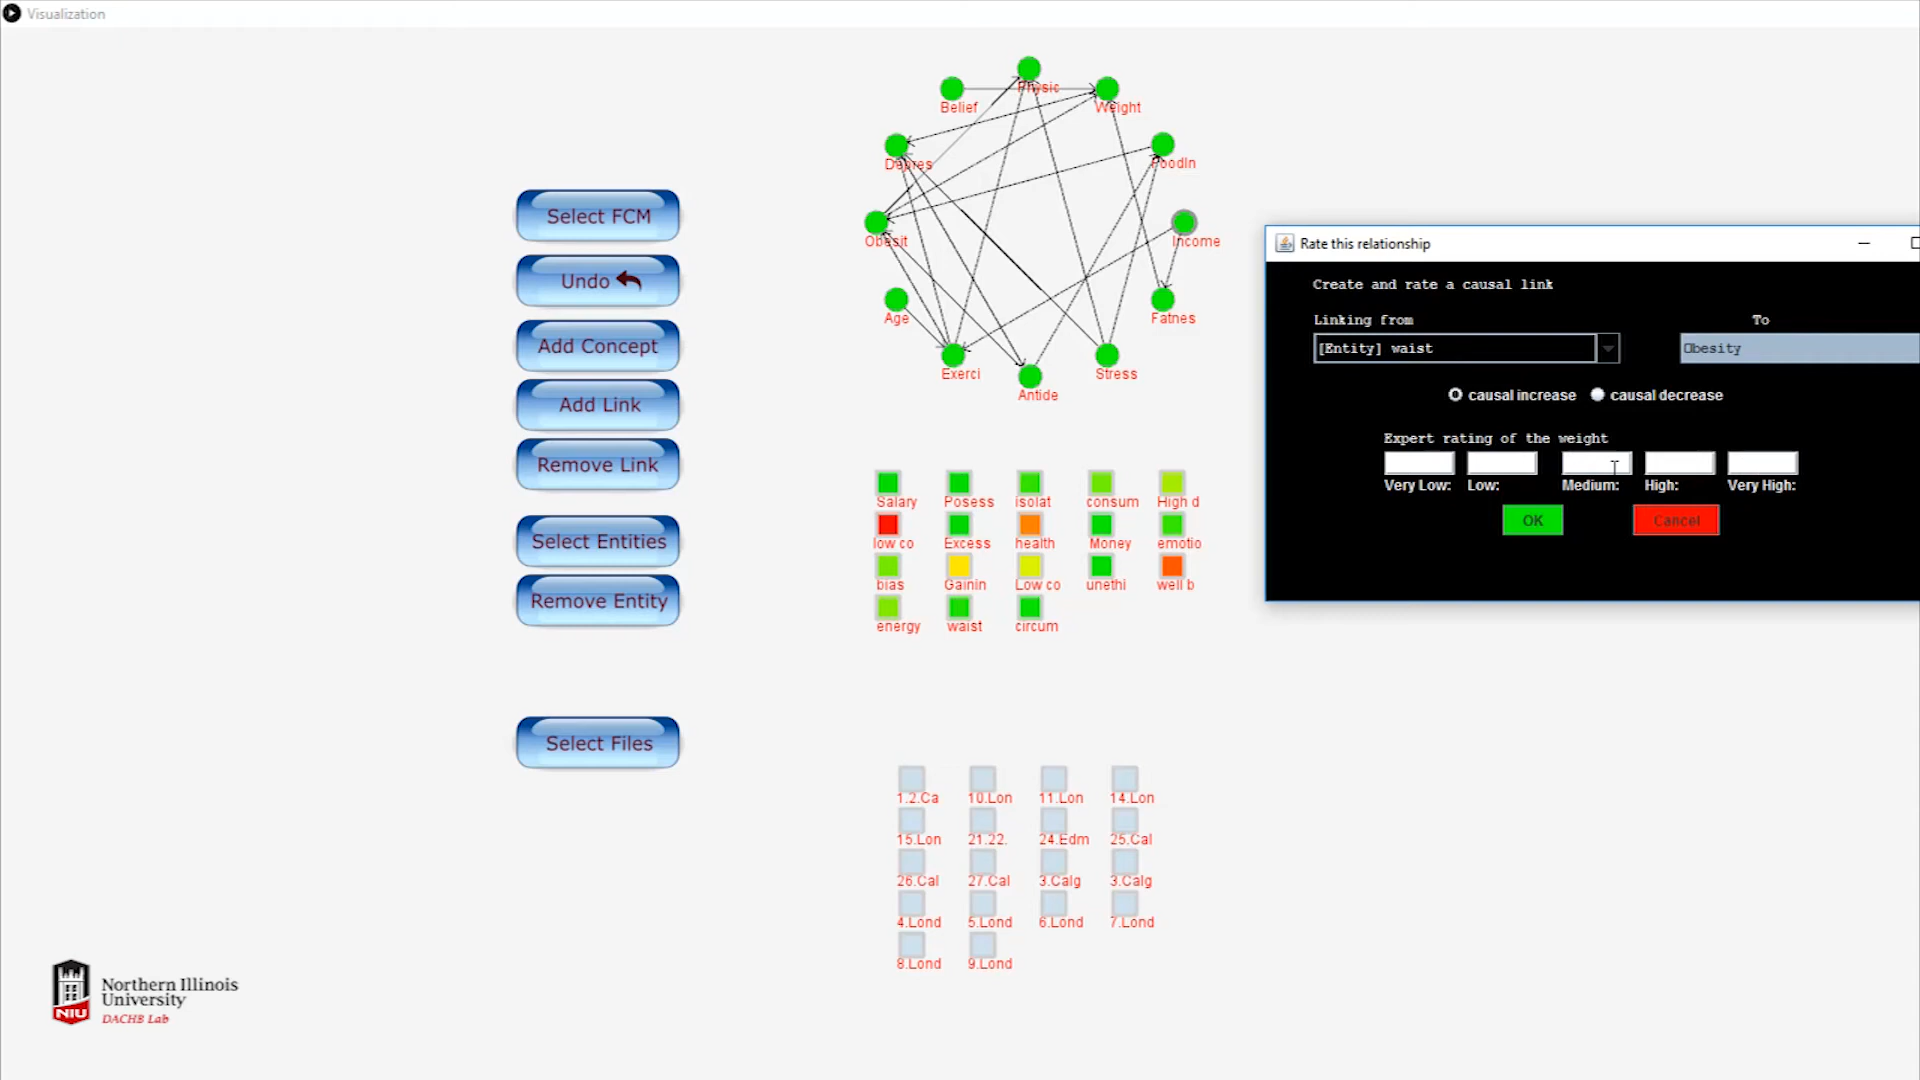 Visualization
Physic
Belief
Weight
Depres
FoodIn
Obesit
Income
Age
Fatnes
Exerci
Stress
Antide
Select FCM
Undo
Add Concept
Add Link
Remove Link
Select Entities
Remove Entity
Select Files
Salary Posess isolat consum High d
low co Excess health Money emotio
bias Gainin Low co unethi well b
energy waist circum
1.2.Ca 10.Lon 11.Lon 14.Lon
15.Lon 21.22. 24.Edm 25.Cal
26.Cal 27.Cal 3.Calg 3.Calg
4.Lond 5.Lond 6.Lond 7.Lond
8.Lond 9.Lond
Rate this relationship
Create and rate a causal link
Linking from To
[Entity] waist Obesity
causal increase causal decrease
Expert rating of the weight
Very Low: Low: Medium: High: Very High:
OK Cancel
NIU
Northern Illinois
University
DACHB Lab